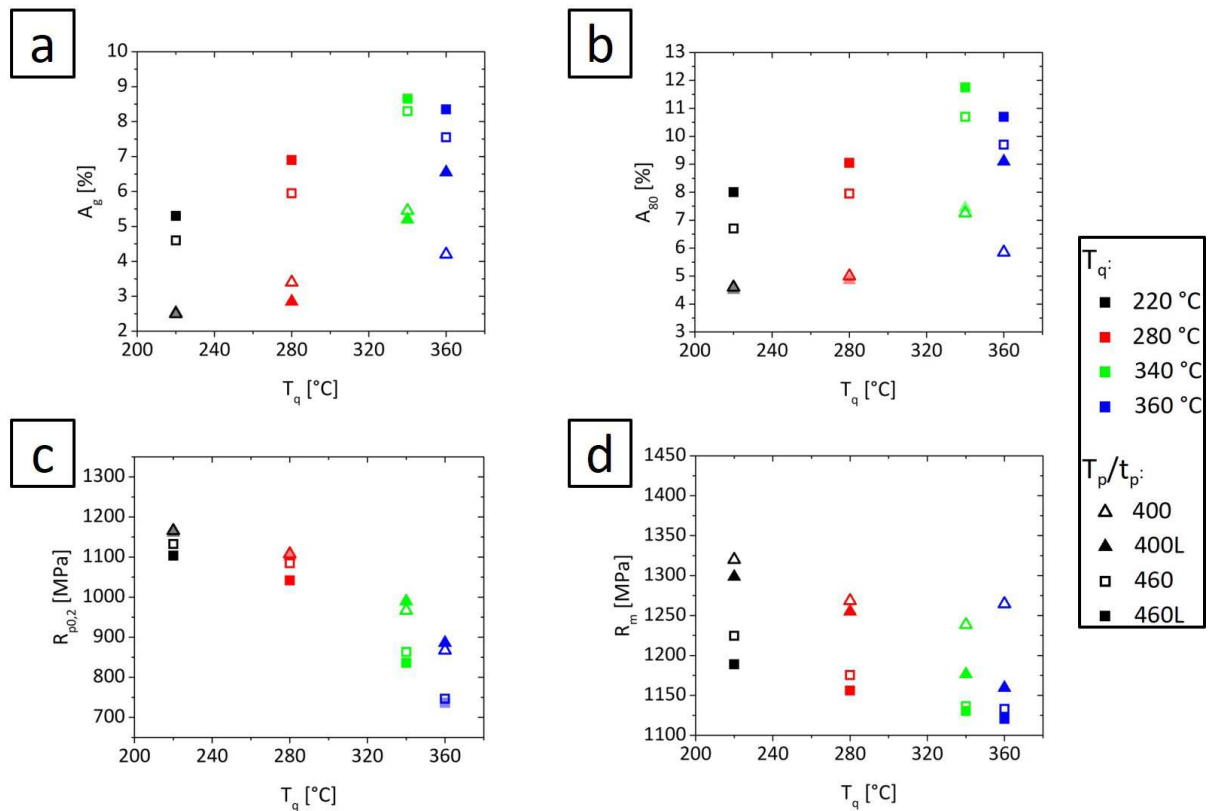 a
10
9
8
7
6
5
4
3
2
A_g [%]
200 240 280 320 360
T_q [°C]
b
13
12
11
10
9
8
7
6
5
4
3
A_80 [%]
200 240 280 320 360
T_q [°C]
c
1300
1200
1100
1000
900
800
700
R_p0,2 [MPa]
200 240 280 320 360
T_q [°C]
d
1450
1400
1350
1300
1250
1200
1150
1100
R_m [MPa]
200 240 280 320 360
T_q [°C]
T_q:
220 °C
280 °C
340 °C
360 °C
T_p/t_p:
400
400L
460
460L